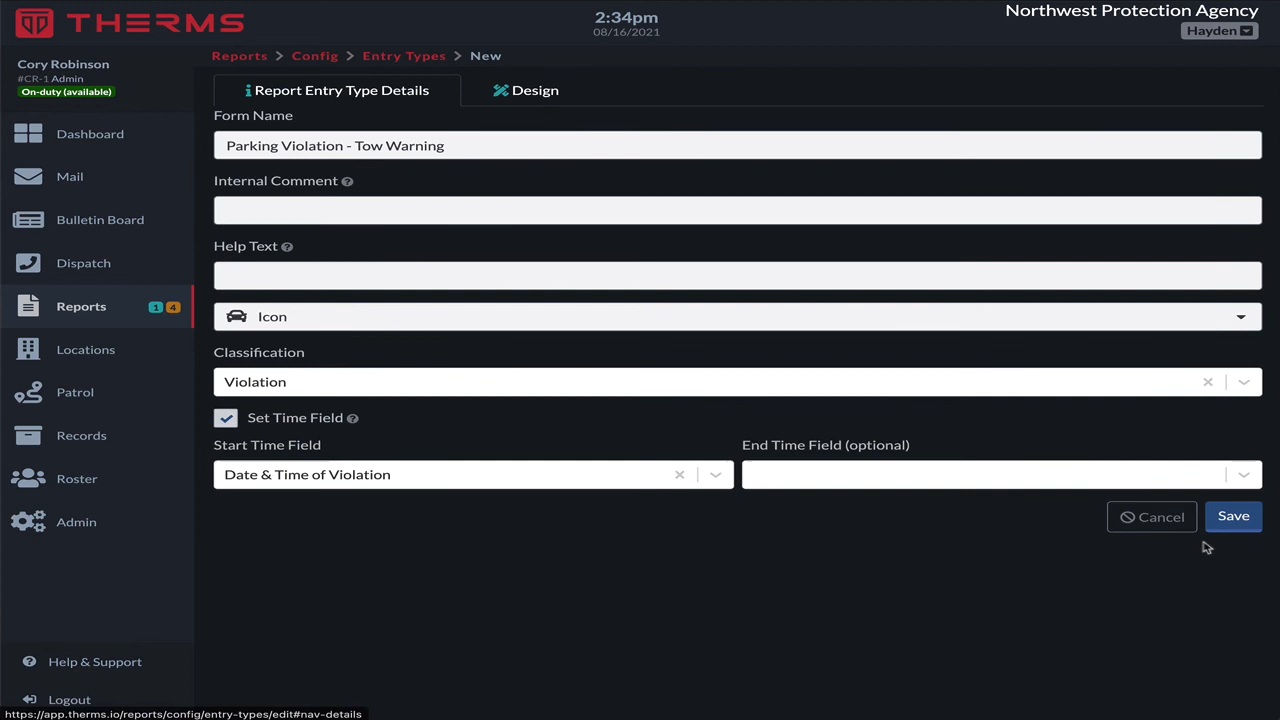 THERMS
2:34pm
08/16/2021
Northwest Protection Agency
Hayden
Cory Robinson
#CR-1 Admin
On-duty (available)
Dashboard
Mail
Bulletin Board
Dispatch
Reports 1 4
Locations
Patrol
Records
Roster
Admin
Help & Support
Logout
Reports > Config > Entry Types > New
Report Entry Type Details
Design
Form Name
Parking Violation - Tow Warning
Internal Comment
Help Text
Icon
Classification
Violation
Set Time Field
Start Time Field
Date & Time of Violation
End Time Field (optional)
Cancel
Save
https://app.therms.io/reports/config/entry-types/edit#nav-details